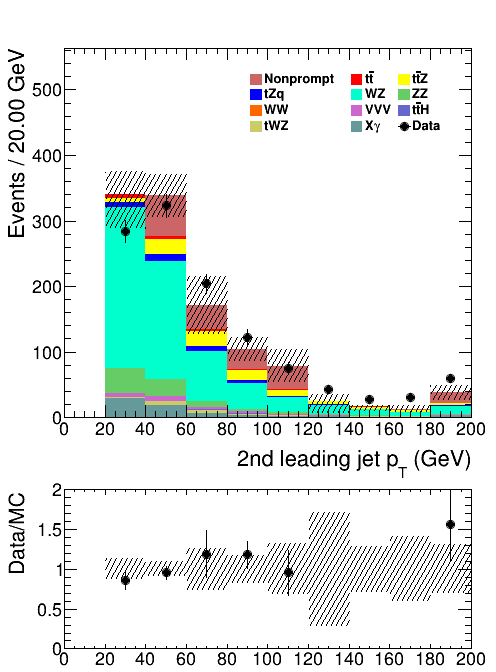 Events / 20.00 GeV
500
400
300
200
100
0
Nonprompt tt̄ tt̄Z
tZq WZ ZZ
WW VVV tt̄H
tWZ Xγ Data
0 20 40 60 80 100 120 140 160 180 200
2nd leading jet p_T (GeV)
Data/MC
2
1.5
1
0.5
0
0 20 40 60 80 100 120 140 160 180 200